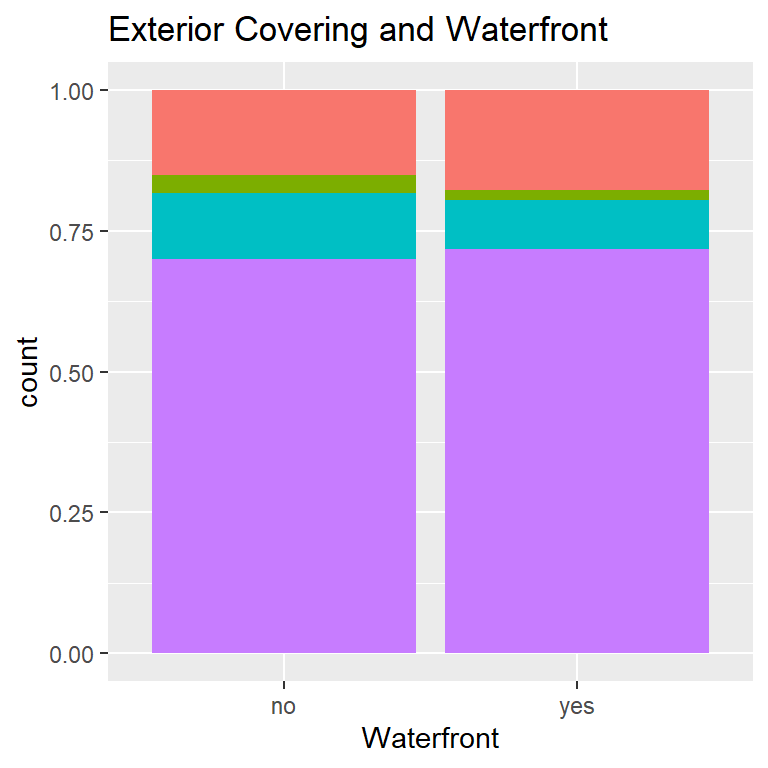 Exterior Covering and Waterfront
1.00
0.75
0.50
0.25
0.00
count
no yes
Waterfront